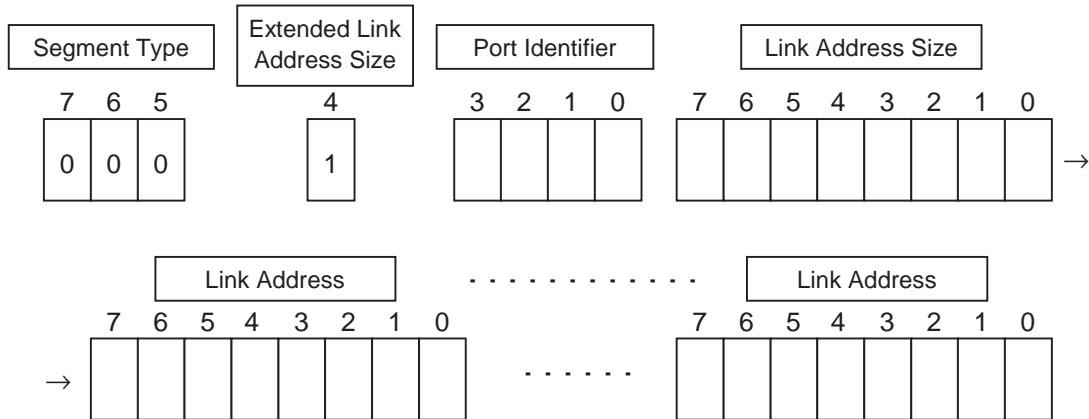 Segment Type
Extended Link
Address Size
Port Identifier
Link Address Size
7 6 5 4 3 2 1 0 7 6 5 4 3 2 1 0
0 0 0 1 →
Link Address . . . . . . . . . . . . Link Address
7 6 5 4 3 2 1 0 7 6 5 4 3 2 1 0
→ . . . . . .